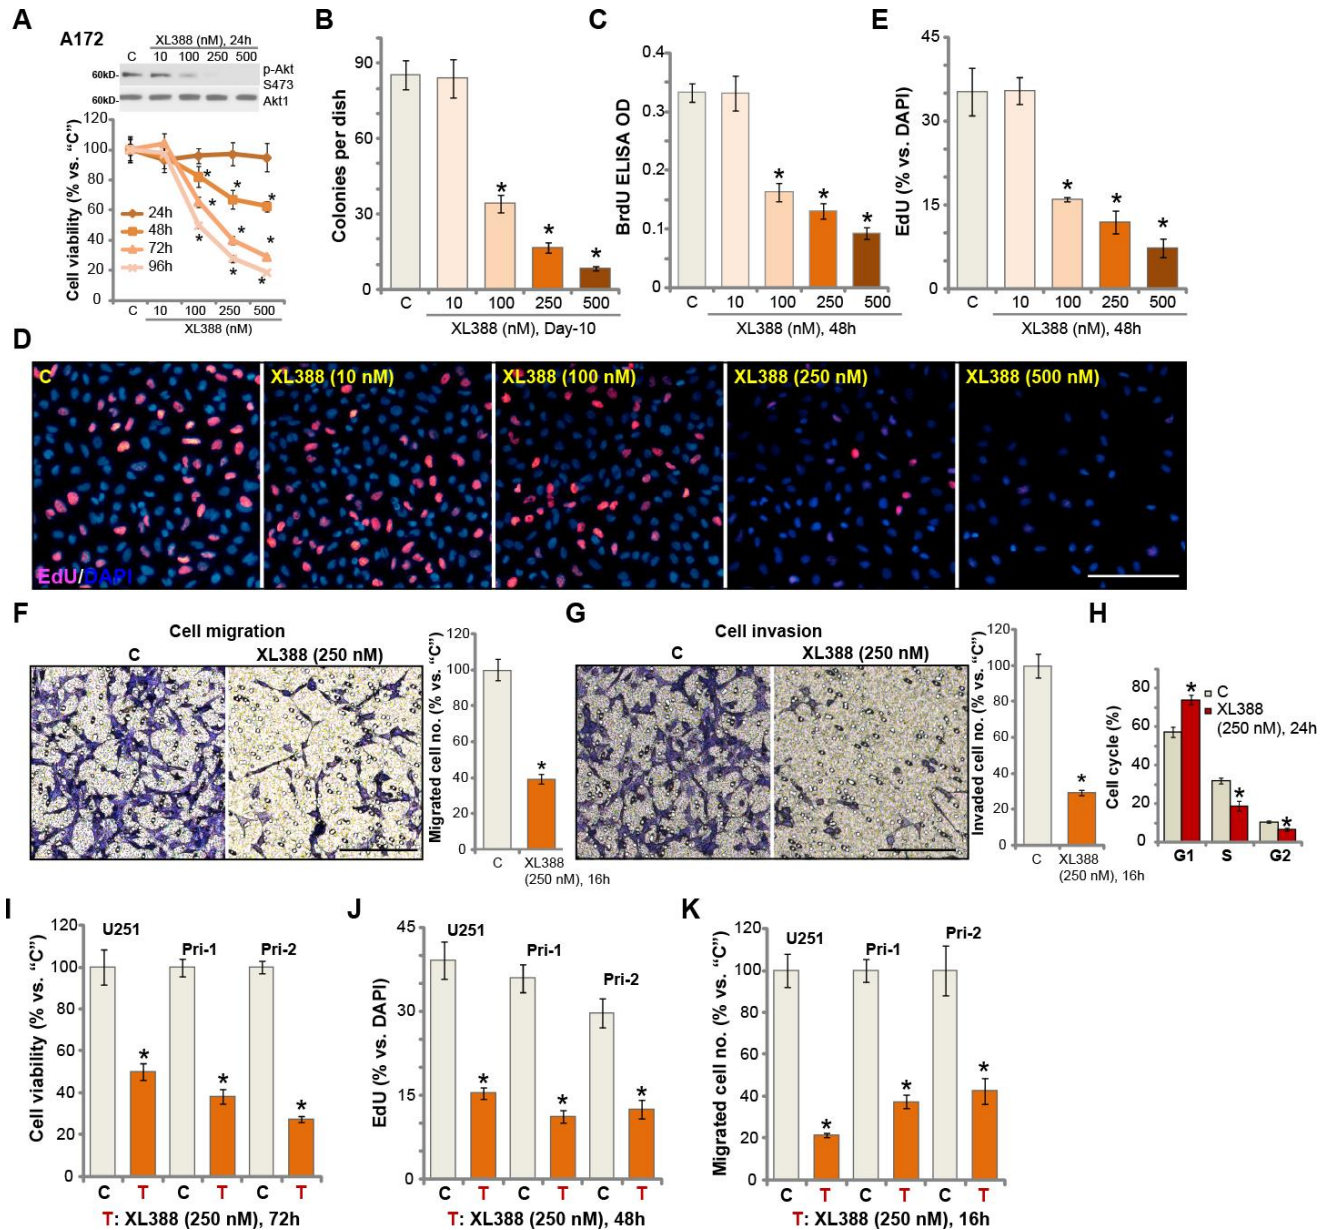 A
A172
XL388 (nM), 24h
C 10 100 250 500
60kD-
p-Akt
S473
60kD-
Akt1
Cell viability (% vs. “C”)
120
100
80
60
40
20
0
24h
48h
72h
96h
* * * * * * * * *
C 10 100 250 500
XL388 (nM)
B
Colonies per dish
90
60
30
0
* * *
C 10 100 250 500
XL388 (nM), Day-10
C
BrdU ELISA OD
0.4
0.3
0.2
0.1
0
* * *
C 10 100 250 500
XL388 (nM), 48h
E
EdU (% vs. DAPI)
45
30
15
0
* * *
C 10 100 250 500
XL388 (nM), 48h
D
C
XL388 (10 nM)
XL388 (100 nM)
XL388 (250 nM)
XL388 (500 nM)
EdU/DAPI
F
Cell migration
C
XL388 (250 nM)
Migrated cell no. (% vs. “C”)
120
100
80
60
40
20
0
*
C XL388
(250 nM), 16h
G
Cell invasion
C
XL388 (250 nM)
Invaded cell no. (% vs. “C”)
120
100
80
60
40
20
0
*
C XL388
(250 nM), 16h
H
Cell cycle (%)
80
60
40
20
0
C
XL388
(250 nM), 24h
* * *
G1 S G2
I
Cell viability (% vs. “C”)
120
100
80
60
40
20
0
U251 Pri-1 Pri-2
* * *
C T C T C T
T: XL388 (250 nM), 72h
J
EdU (% vs. DAPI)
45
30
15
0
U251 Pri-1 Pri-2
* * *
C T C T C T
T: XL388 (250 nM), 48h
K
Migrated cell no. (% vs. “C”)
120
100
80
60
40
20
0
U251 Pri-1 Pri-2
* * *
C T C T C T
T: XL388 (250 nM), 16h